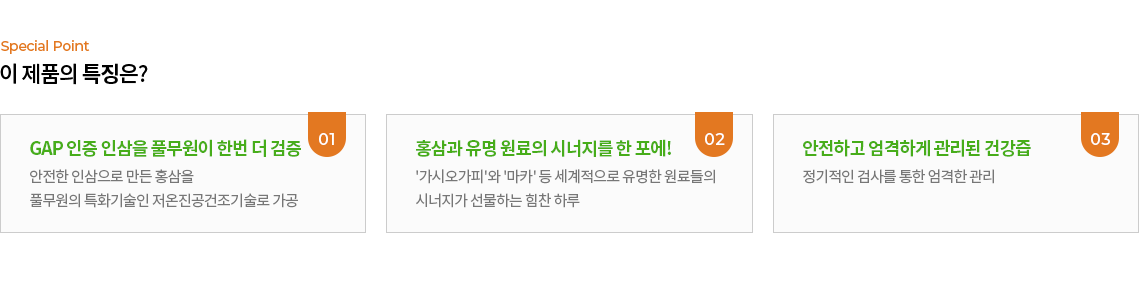 Special Point
이 제품의 특징은?
01
GAP 인증 인삼을 풀무원이 한번 더 검증
안전한 인삼으로 만든 홍삼을
풀무원의 특화기술인 저온진공건조기술로 가공
02
홍삼과 유명 원료의 시너지를 한 포에!
'가시오가피'와 '마카' 등 세계적으로 유명한 원료들의
시너지가 선물하는 힘찬 하루
03
안전하고 엄격하게 관리된 건강즙
정기적인 검사를 통한 엄격한 관리